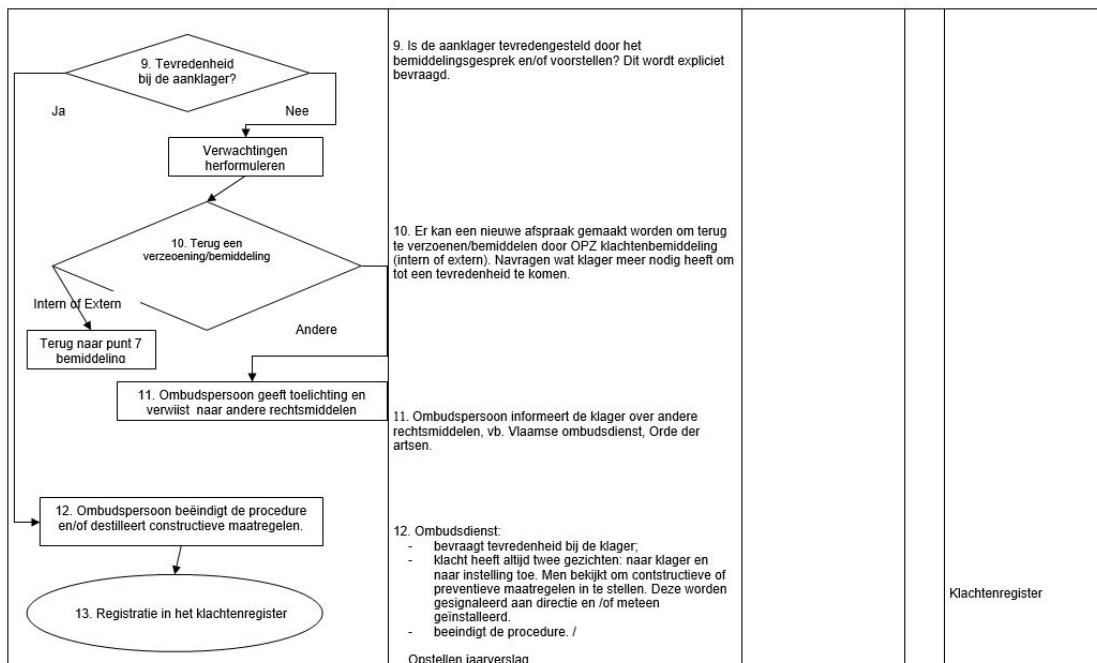 9. Tevredenheid
bij de aanklager?
Ja
Nee
Verwachtingen
herformuleren
10. Terug een
verzeoening/bemiddeling
Intern of Extern
Andere
Terug naar punt 7
bemiddeling
11. Ombudspersoon geeft toelichting en
verwijst naar andere rechtsmiddelen
12. Ombudspersoon beëindigt de procedure
en/of destilleert constructieve maatregelen.
13. Registratie in het klachtenregister
9. Is de aanklager tevredengesteld door het
bemiddelingsgesprek en/of voorstellen? Dit wordt expliciet
bevraagd.
10. Er kan een nieuwe afspraak gemaakt worden om terug
te verzoenen/bemiddelen door OPZ klachtenbemiddeling
(intern of extern). Navragen wat klager meer nodig heeft om
tot een tevredenheid te komen.
11. Ombudspersoon informeert de klager over andere
rechtsmiddelen, vb. Vlaamse ombudsdienst, Orde der
artsen.
12. Ombudsdienst:
- bevraagt tevredenheid bij de klager;
- klacht heeft altijd twee gezichten: naar klager en
naar instelling toe. Men bekijkt om contstructieve of
preventieve maatregelen in te stellen. Deze worden
gesignaleerd aan directie en /of meteen
geïnstalleerd.
- beeindigt de procedure. /
Opstellen jaarverslag
Klachtenregister